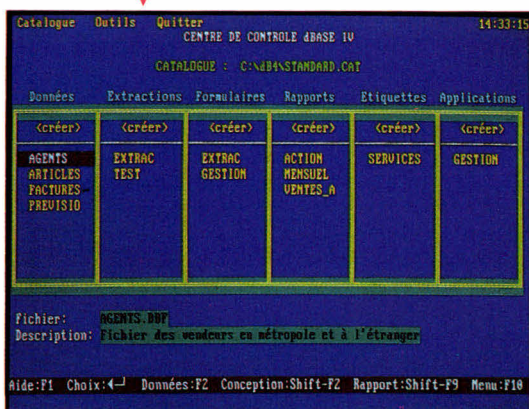 Catalogue Outils Quitter 14:33:15
CENTRE DE CONTROLE dBASE IV
CATALOGUE : C:\dB4\STANDARD.CAT
Données Extractions Formulaires Rapports Etiquettes Applications
<créer> <créer> <créer> <créer> <créer> <créer>
AGENTS EXTRAC EXTRAC ACTION SERVICES GESTION
ARTICLES TEST GESTION MENSUEL
FACTURES- VENTES_A
PREVISIO
Fichier: AGENTS.DBF
Description: Fichier des vendeurs en métropole et à l'étranger
Aide:F1 Choix:◄─┘ Données:F2 Conception:Shift-F2 Rapport:Shift-F9 Menu:F10